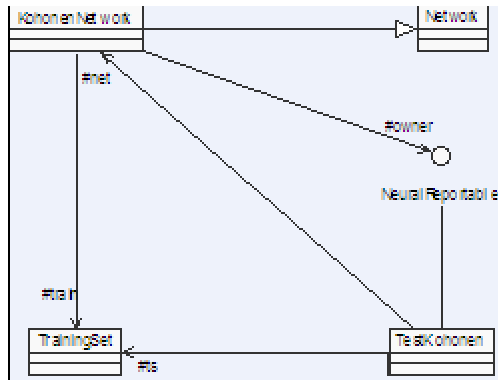 KohonenNetwork
Network
#net
#owner
NeuralReportable
#train
TrainingSet
TestKohonen
#ts